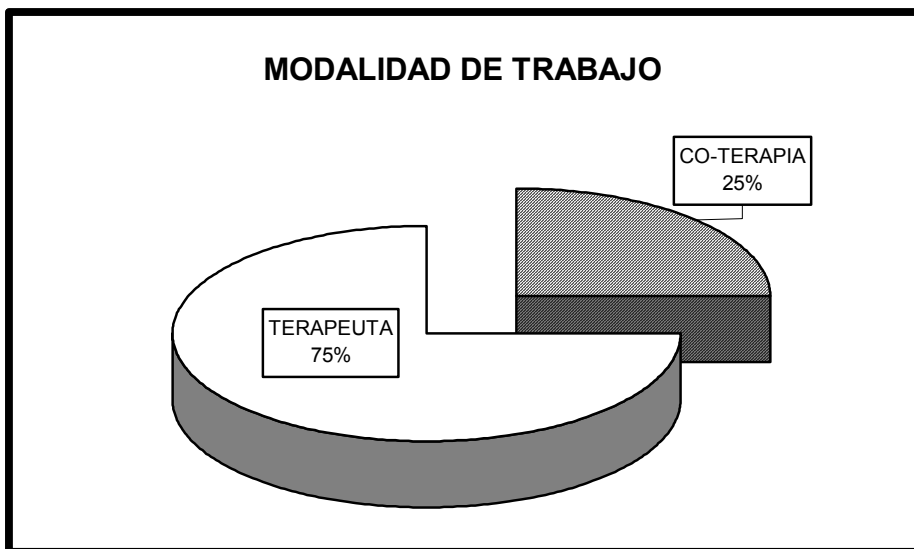 MODALIDAD DE TRABAJO
CO-TERAPIA
25%
TERAPEUTA
75%